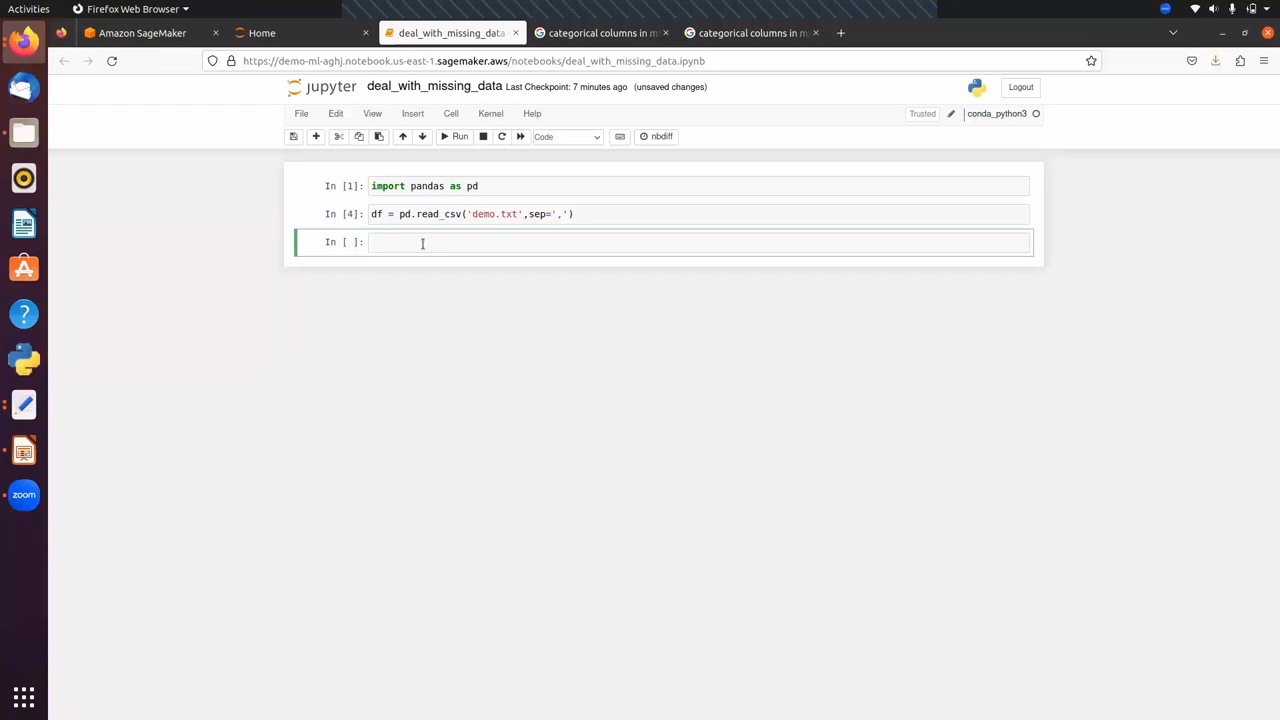 Activities
Firefox Web Browser
Amazon SageMaker
Home
deal_with_missing_data
categorical columns in m
categorical columns in m
https://demo-ml-aghj.notebook.us-east-1.sagemaker.aws/notebooks/deal_with_missing_data.ipynb
jupyter deal_with_missing_data Last Checkpoint: 7 minutes ago (unsaved changes)
Logout
File Edit View Insert Cell Kernel Help
Trusted
conda_python3
Run
Code
nbdiff
In [1]: import pandas as pd
In [4]: df = pd.read_csv('demo.txt',sep=',')
In [ ]:
zoom